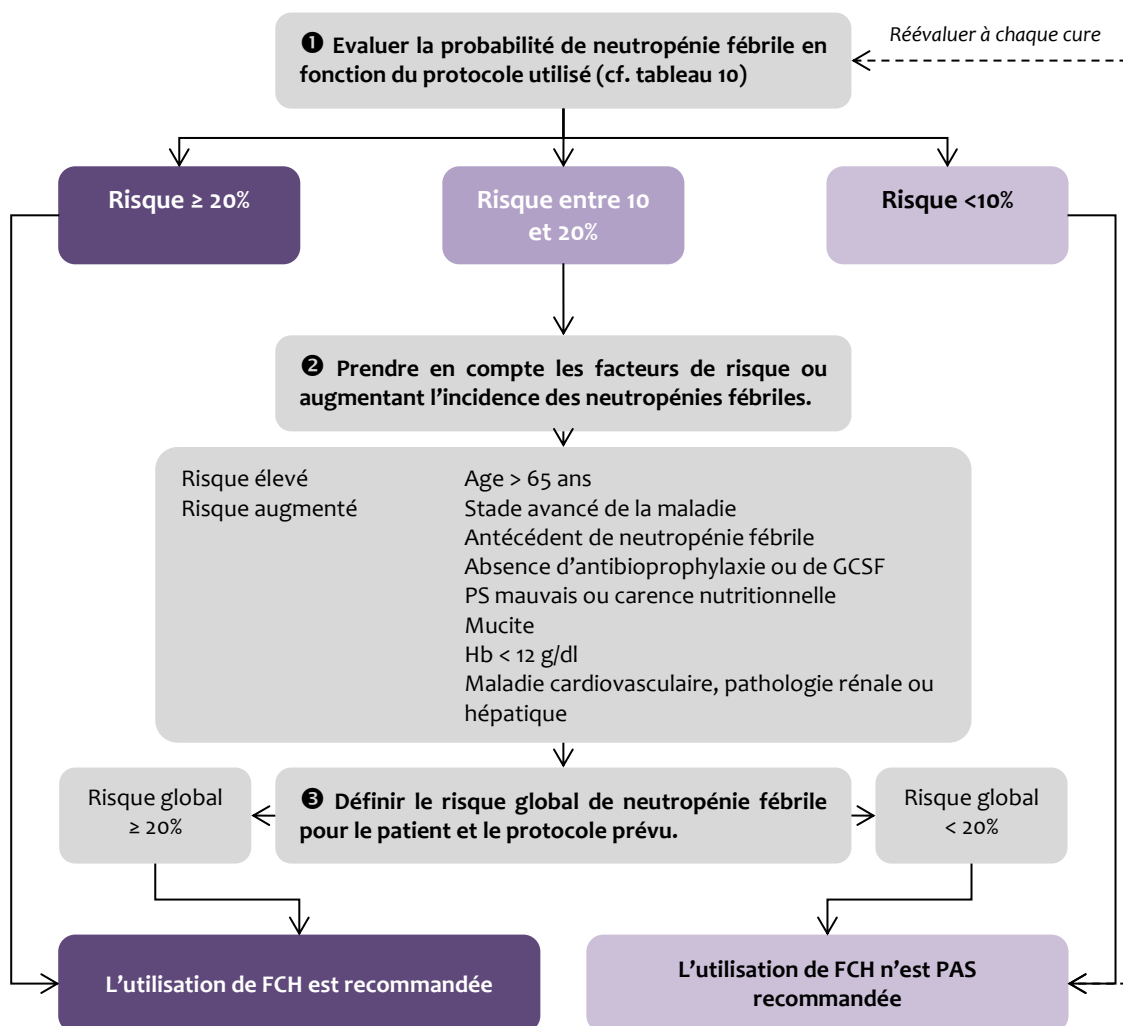 ❶ Evaluer la probabilité de neutropénie fébrile en
fonction du protocole utilisé (cf. tableau 10)
Réévaluer à chaque cure
Risque ≥ 20%
Risque entre 10
et 20%
Risque <10%
❷ Prendre en compte les facteurs de risque ou
augmentant l’incidence des neutropénies fébriles.
Risque élevé
Age > 65 ans
Risque augmenté
Stade avancé de la maladie
Antécédent de neutropénie fébrile
Absence d’antibioprophylaxie ou de GCSF
PS mauvais ou carence nutritionnelle
Mucite
Hb < 12 g/dl
Maladie cardiovasculaire, pathologie rénale ou
hépatique
Risque global
≥ 20%
❸ Définir le risque global de neutropénie fébrile
pour le patient et le protocole prévu.
Risque global
< 20%
L’utilisation de FCH est recommandée
L’utilisation de FCH n’est PAS
recommandée